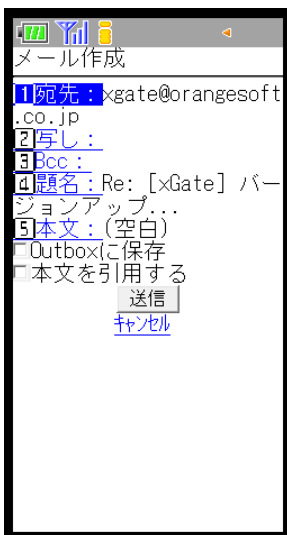 メール作成
1宛先：xgate@orangesoft
.co.jp
2写し：
3Bcc：
4題名：Re: [xGate] バー
ジョンアップ...
5本文：(空白)
Outboxに保存
本文を引用する
送信
ｷｬﾝｾﾙ